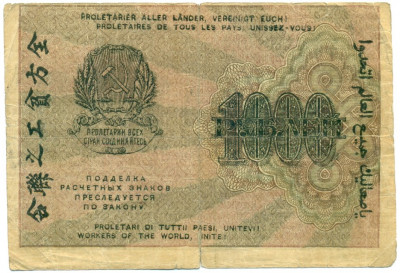 PROLETARIER ALLER LÄNDER, VEREINIGT EUCH!
PROLÉTAIRES DE TOUS LES PAYS, UNISSEZ-VOUS!
ПРОЛЕТАРИИ ВСЕХ
СТРАН СОЕДИНЯЙТЕСЬ
1000
РУБЛЕЙ
ПОДДЕЛКА
РАСЧЕТНЫХ ЗНАКОВ
ПРЕСЛЕДУЕТСЯ
ПО ЗАКОНУ.
PROLETARI DI TUTTI I PAESI, UNITEVI!
WORKERS OF THE WORLD, UNITE!